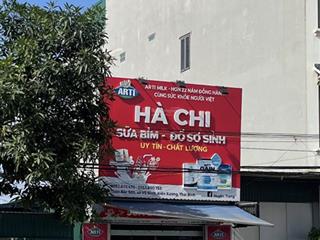 ARTI
ARTI MILK - HƠN 22 NĂM ĐỒNG HÀNH
CÙNG SỨC KHỎE NGƯỜI VIỆT
HÀ CHI
SỮA BỈM - ĐỒ SƠ SINH
UY TÍN - CHẤT LƯỢNG
ARTI
ARTI